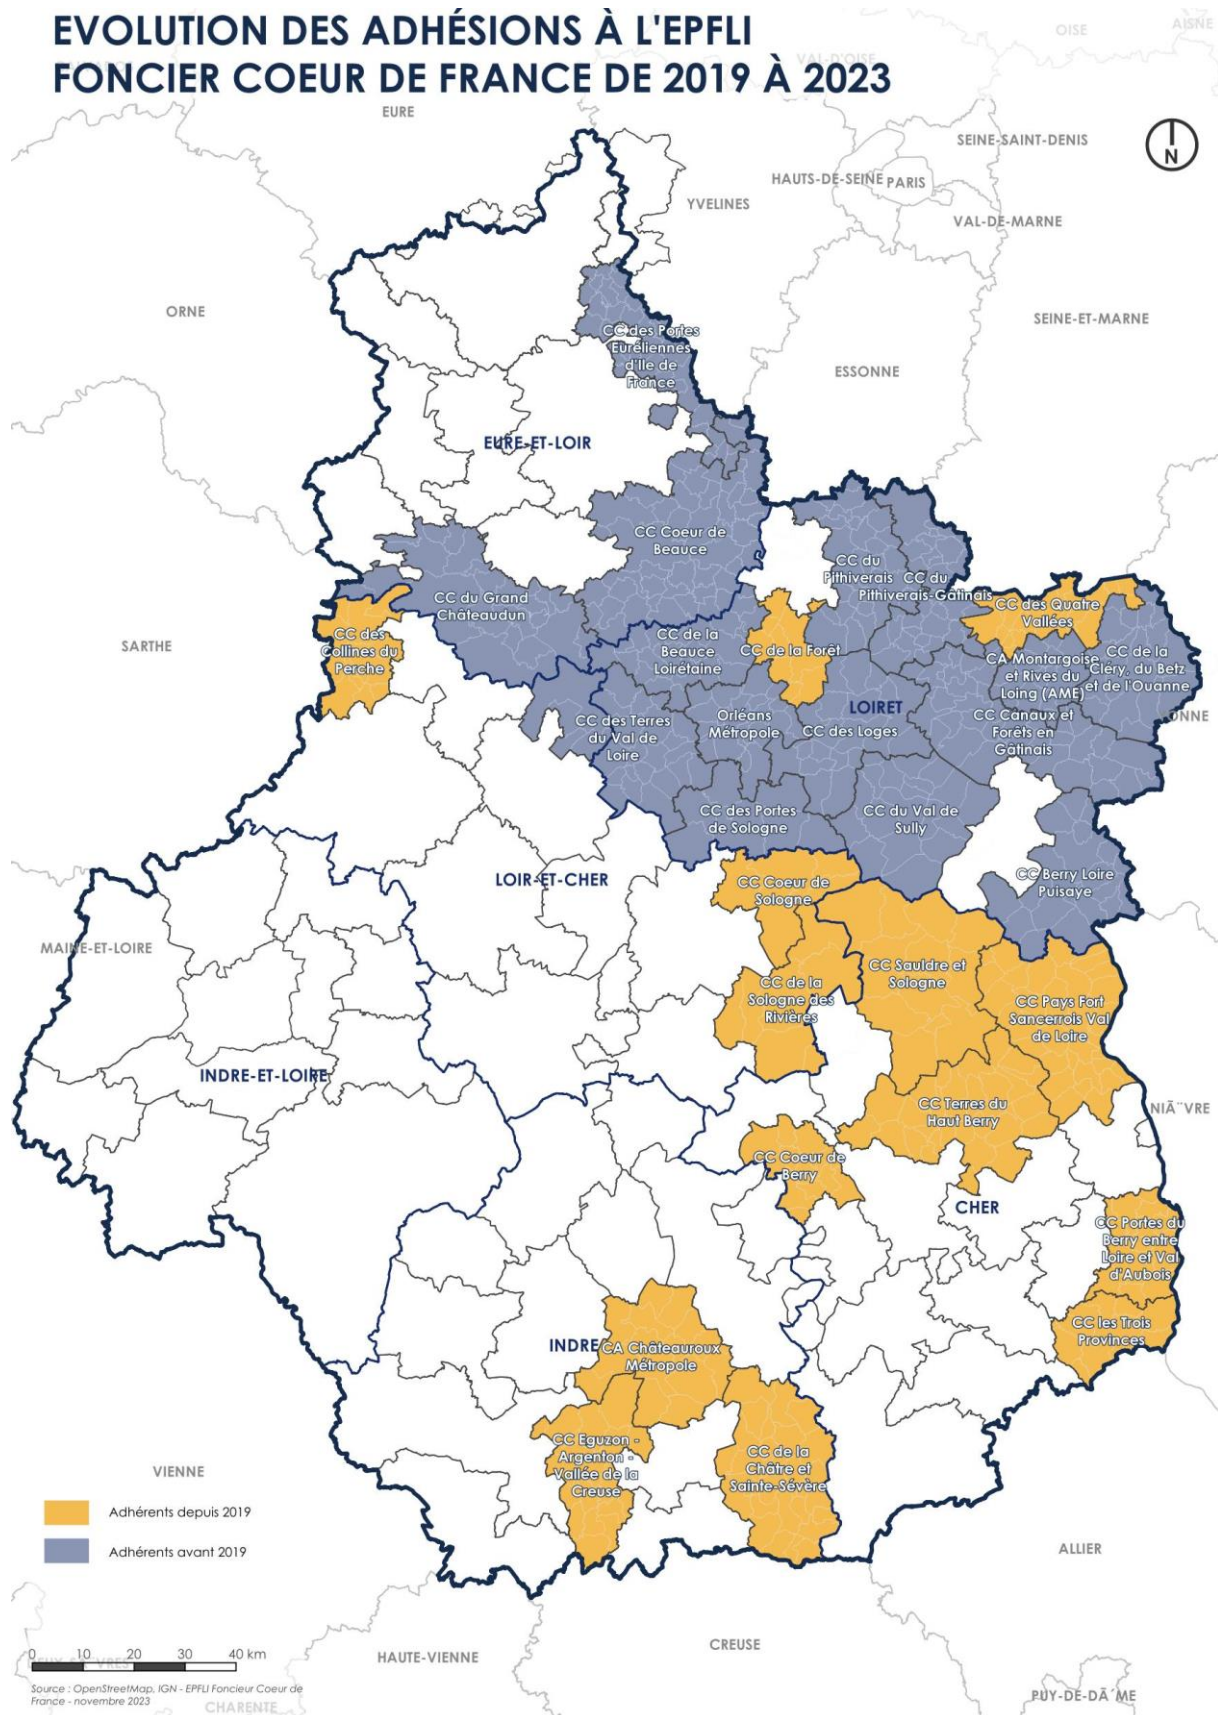 EVOLUTION DES ADHÉSIONS À L'EPFLI
FONCIER COEUR DE FRANCE DE 2019 À 2023
OISE
AISNE
VAL-D'OISE
EURE
SEINE-SAINT-DENIS
N
HAUTS-DE-SEINE
PARIS
YVELINES
VAL-DE-MARNE
ORNE
SEINE-ET-MARNE
CC des Portes
Euréliennes
d'Ile de
France
ESSONNE
EURE-ET-LOIR
CC Coeur de
Beauce
CC du
Pithiverais
CC du
Pithiverais-Gâtinais
CC du Grand
Châteaudun
CC des Quatre
Vallées
SARTHE
CC des
Collines du
Perche
CC de la
Beauce
Loirétaine
CC de la Forêt
CA Montargoise
et Rives du
Loing (AME)
CC de la
Cléry, du Betz
et de l'Ouanne
LOIRET
CC des Terres
du Val de
Loire
Orléans
Métropole
CC des Loges
CC Canaux et
Forêts en
Gâtinais
ONNE
CC des Portes
de Sologne
CC du Val de
Sully
LOIR-ET-CHER
CC Coeur de
Sologne
CC Berry Loire
Puisaye
MAINE-ET-LOIRE
CC de la
Sologne des
Rivières
CC Sauldre et
Sologne
CC Pays Fort
Sancerrois Val
de Loire
INDRE-ET-LOIRE
CC Terres du
Haut Berry
NIÃ¨VRE
CC Coeur de
Berry
CHER
CC Portes du
Berry entre
Loire et Val
d'Aubois
CC les Trois
Provinces
INDRE
CA Châteauroux
Métropole
CC Eguzon -
Argenton -
Vallée de la
Creuse
CC de la
Châtre et
Sainte-Sévère
VIENNE
Adhérents depuis 2019
Adhérents avant 2019
ALLIER
CREUSE
HAUTE-VIENNE
0 10 20 30 40 km
DEUX-SÃ¨VRES
Source : OpenStreetMap, IGN - EPFLI Foncieur Coeur de
France - novembre 2023
CHARENTE
PUY-DE-DÃ´ME